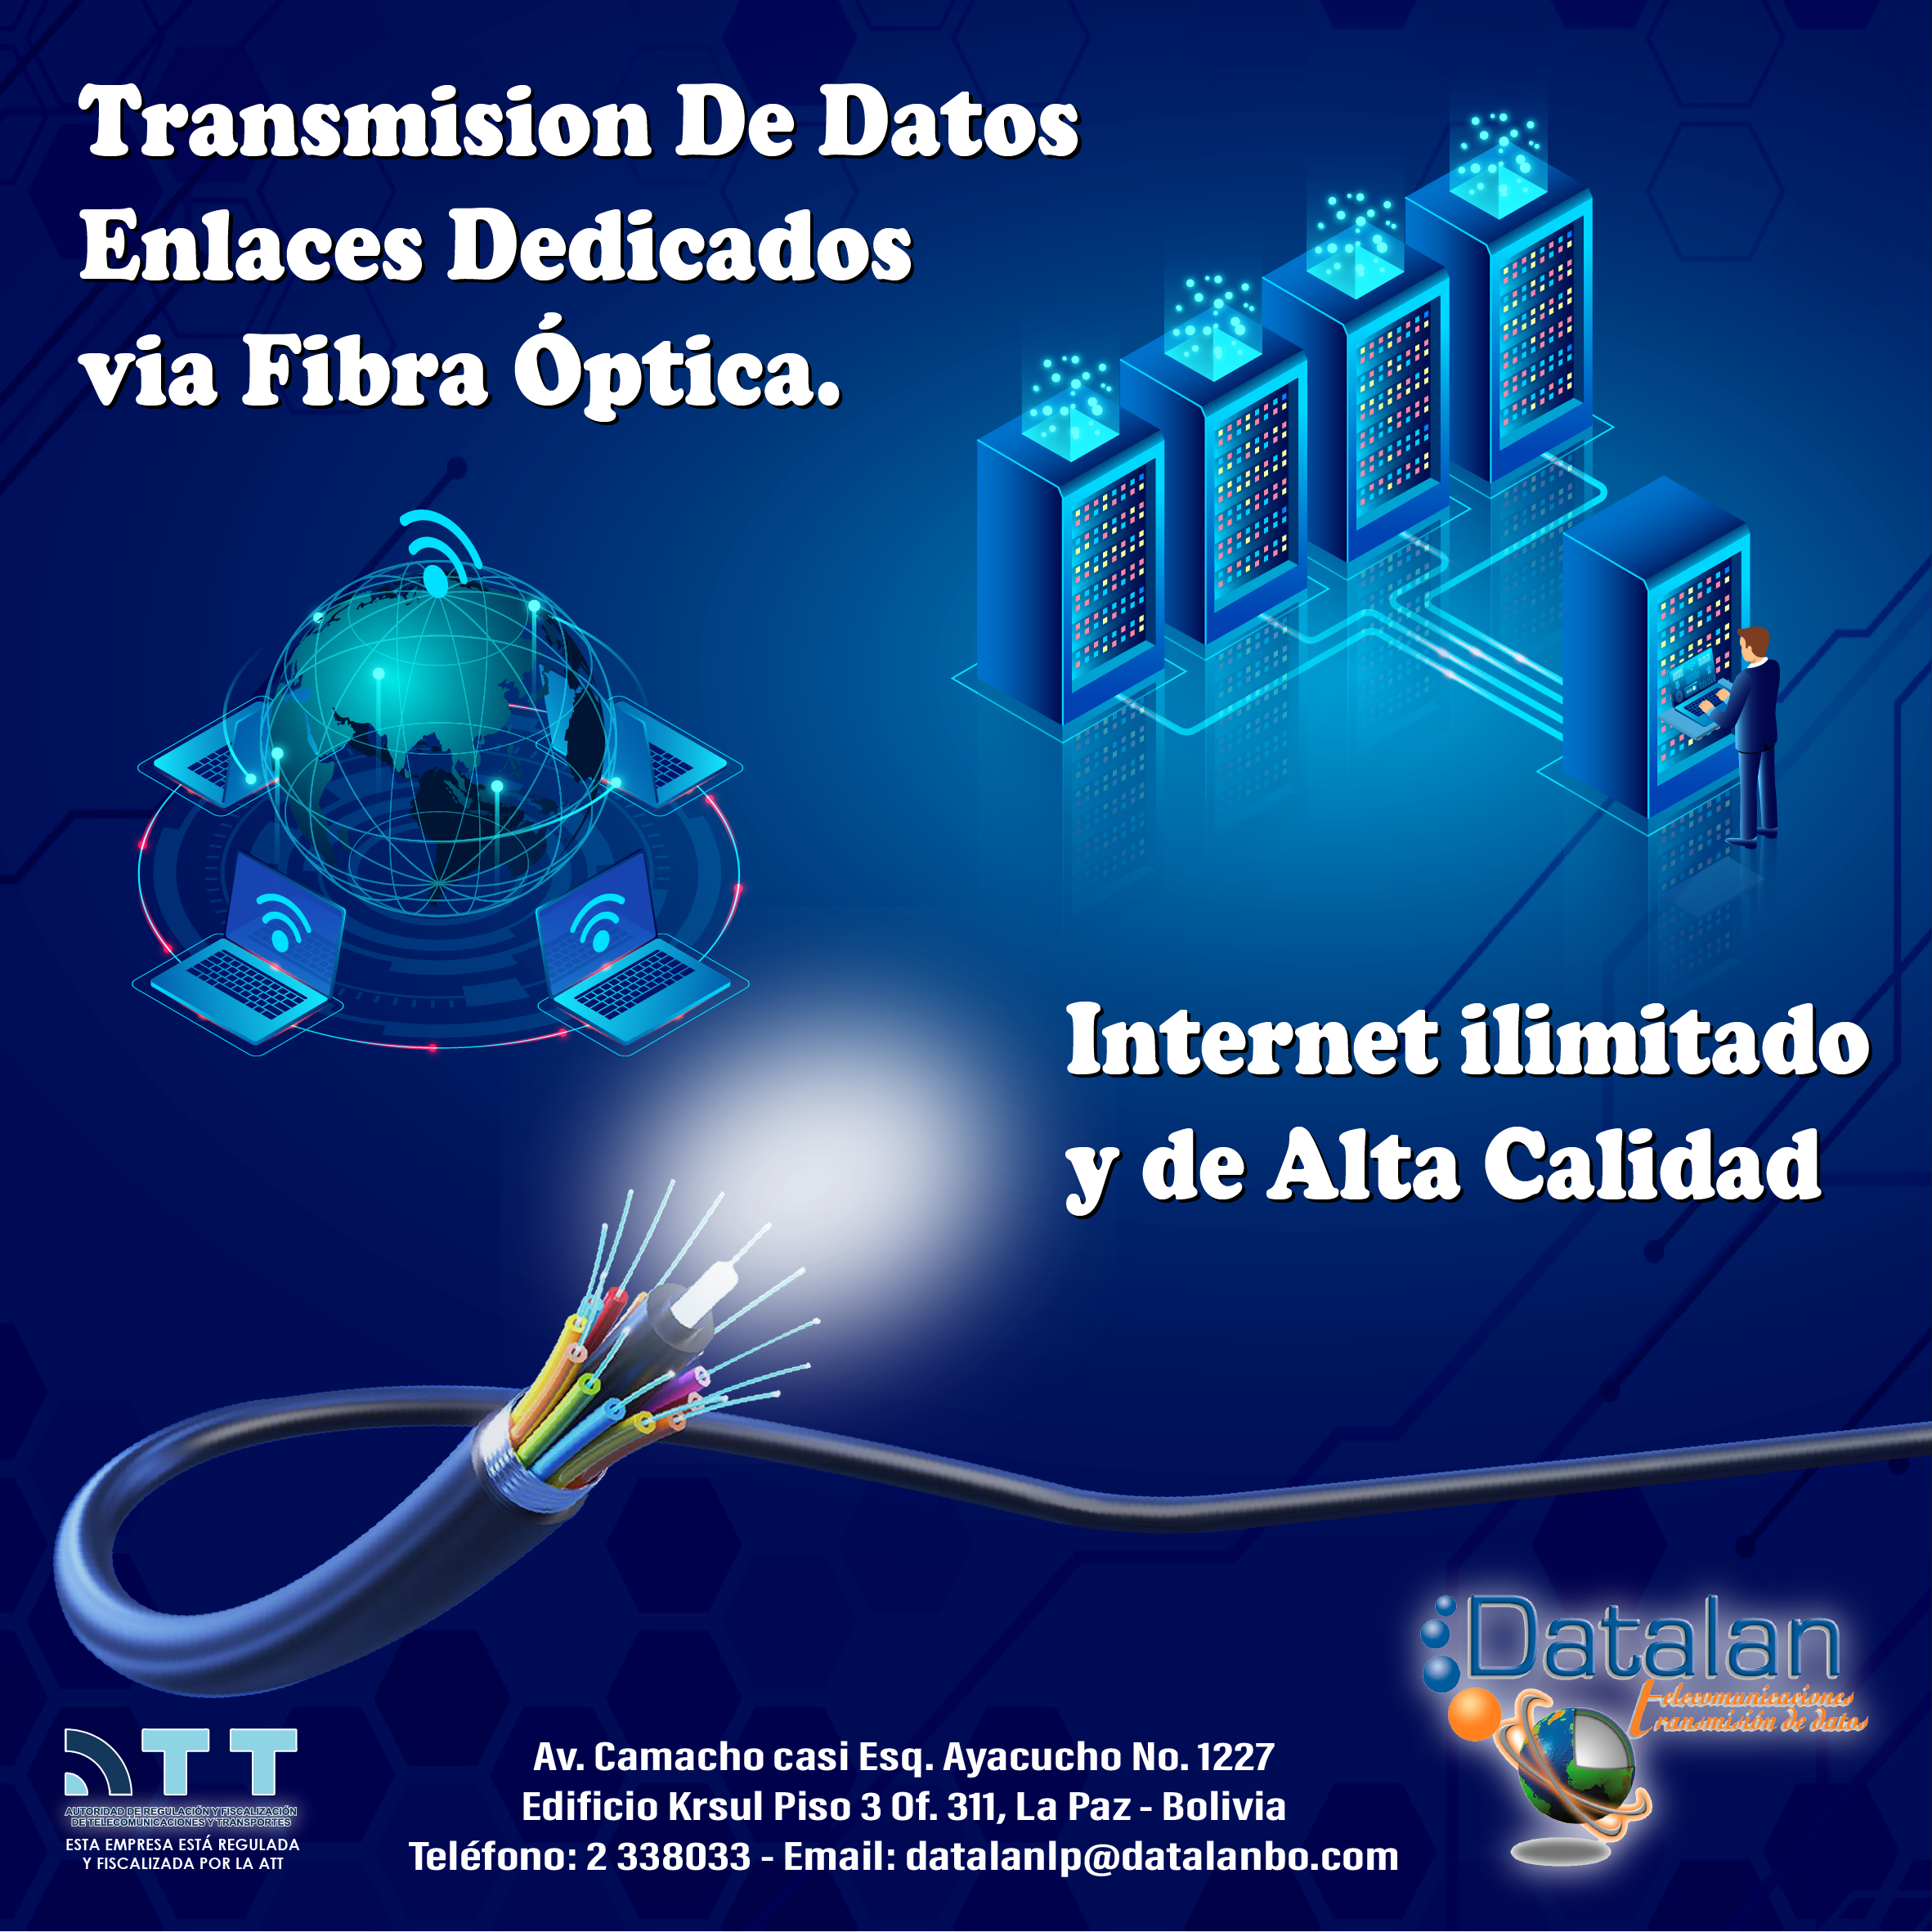 Transmision De Datos
Enlaces Dedicados
via Fibra Óptica.
Internet ilimitado
y de Alta Calidad
Datalan
telecomunicaciones
transmisión de datos
ATT
AUTORIDAD DE REGULACIÓN Y FISCALIZACIÓN
DE TELECOMUNICACIONES Y TRANSPORTES
ESTA EMPRESA ESTÁ REGULADA
Y FISCALIZADA POR LA ATT
Av. Camacho casi Esq. Ayacucho No. 1227
Edificio Krsul Piso 3 Of. 311, La Paz - Bolivia
Teléfono: 2 338033 - Email: datalanlp@datalanbo.com